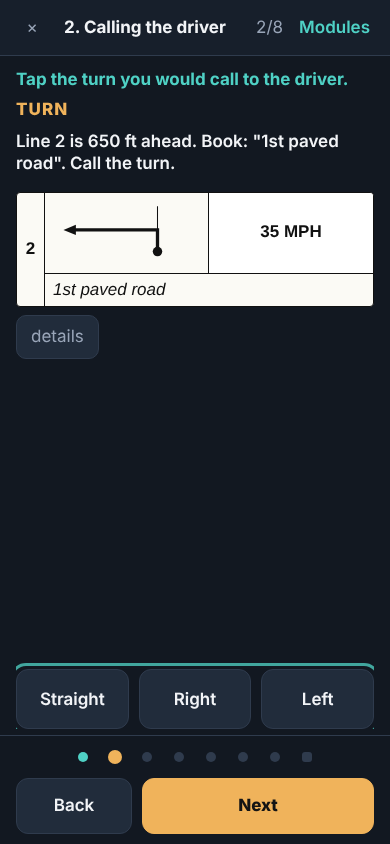 × 2. Calling the driver 2/8 Modules
Tap the turn you would call to the driver.
TURN
Line 2 is 650 ft ahead. Book: "1st paved
road". Call the turn.
2
35 MPH
1st paved road
details
Straight Right Left
Back Next